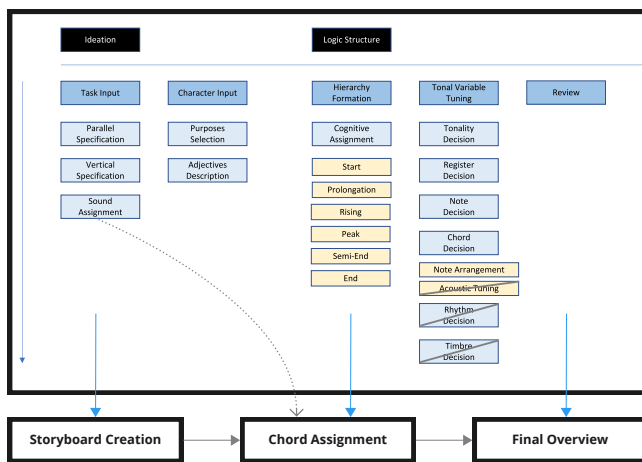 Ideation
Logic Structure
Task Input
Character Input
Hierarchy
Formation
Tonal Variable
Tuning
Review
Parallel
Specification
Purposes
Selection
Cognitive
Assignment
Tonality
Decision
Vertical
Specification
Adjectives
Description
Start
Register
Decision
Prolongation
Sound
Assignment
Rising
Note
Decision
Peak
Chord
Decision
Semi-End
Note Arrangement
End
Acoustic Tuning
Rhythm
Decision
Timbre
Decision
Storyboard Creation
Chord Assignment
Final Overview